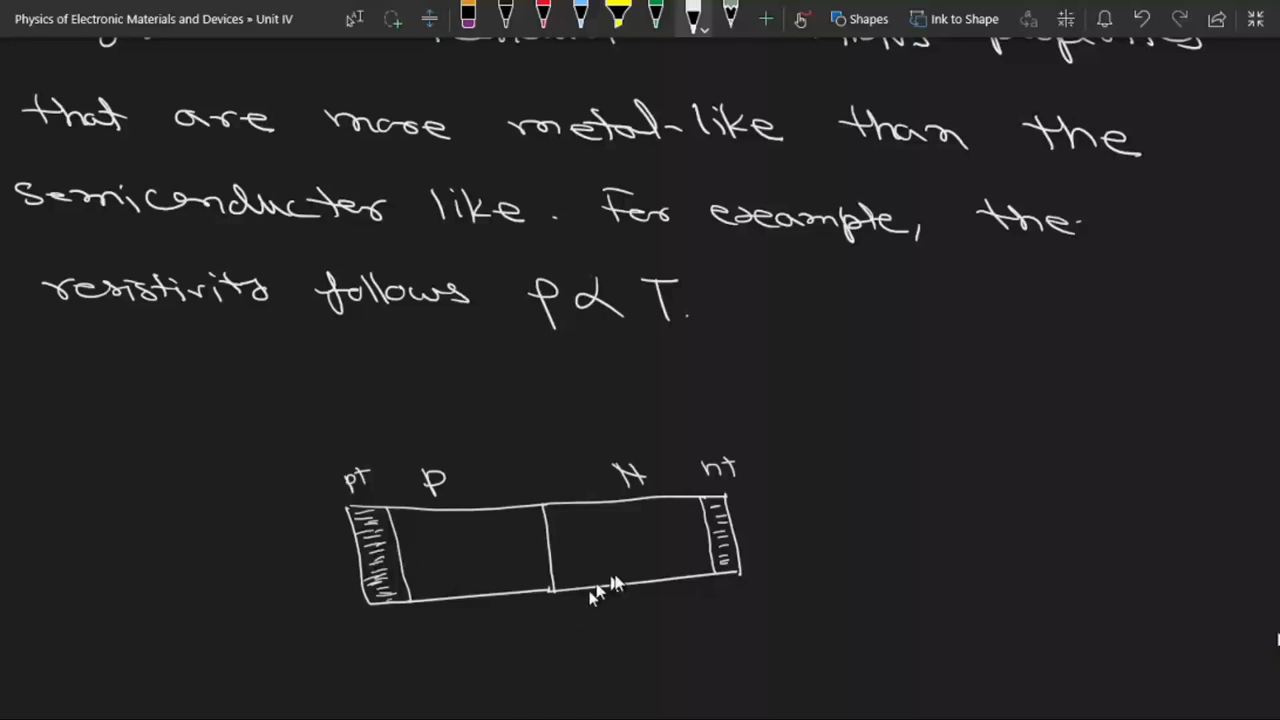 Physics of Electronic Materials and Devices » Unit IV
Shapes
Ink to Shape
that are more metal-like than the
semiconducter like. For example, the
resistivity follows ρ ∝ T.
p+ P N n+